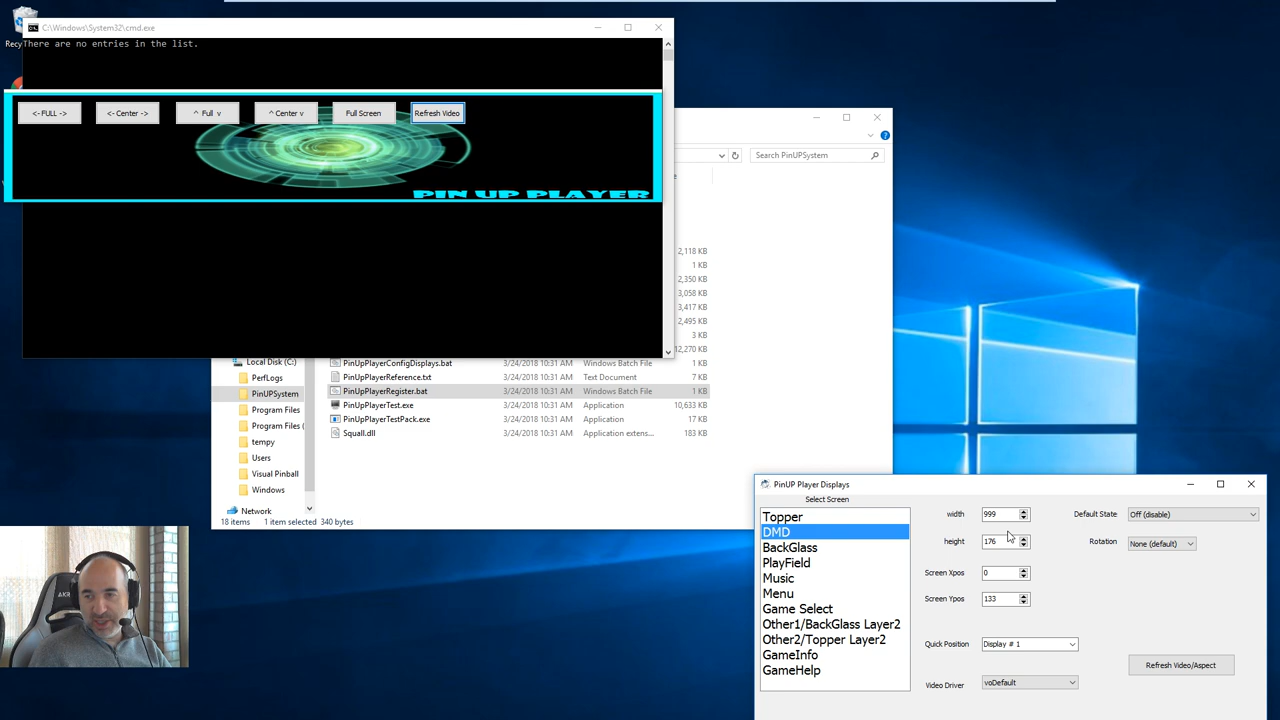 Recy
C:\Windows\System32\cmd.exe
There are no entries in the list.
<- FULL ->
<- Center ->
^ Full v
^ Center v
Full Screen
Refresh Video
PIN UP PLAYER
Search PinUPSystem
2,118 KB
1 KB
2,350 KB
3,058 KB
3,417 KB
2,495 KB
3 KB
12,270 KB
Local Disk (C:)
PerfLogs
PinUPSystem
Program Files
Program Files (
tempy
Users
Visual Pinball
Windows
Network
PinUpPlayerConfigDisplays.bat 3/24/2018 10:31 AM Windows Batch File 1 KB
PinUpPlayerReference.txt 3/24/2018 10:31 AM Text Document 7 KB
PinUpPlayerRegister.bat 3/24/2018 10:31 AM Windows Batch File 1 KB
PinUpPlayerTest.exe 3/24/2018 10:31 AM Application 10,633 KB
PinUpPlayerTestPack.exe 3/24/2018 10:31 AM Application 17 KB
Squall.dll 3/24/2018 10:31 AM Application extens... 183 KB
18 items 1 item selected 340 bytes
PinUP Player Displays
Select Screen
Topper
DMD
BackGlass
PlayField
Music
Menu
Game Select
Other1/BackGlass Layer2
Other2/Topper Layer2
GameInfo
GameHelp
width 999
height 176
Screen Xpos 0
Screen Ypos 133
Quick Position Display # 1
Video Driver voDefault
Default State Off (disable)
Rotation None (default)
Refresh Video/Aspect
AKR